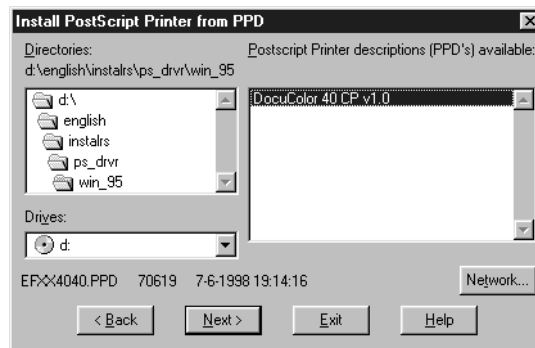 Install PostScript Printer from PPD
Directories:
d:\english\instalrs\ps_drvr\win_95
d:\
english
instalrs
ps_drvr
win_95
Drives:
d:
Postscript Printer descriptions (PPD's) available:
DocuColor 40 CP v1.0
EFXX4040.PPD 70619 7-6-1998 19:14:16
Network...
< Back
Next >
Exit
Help